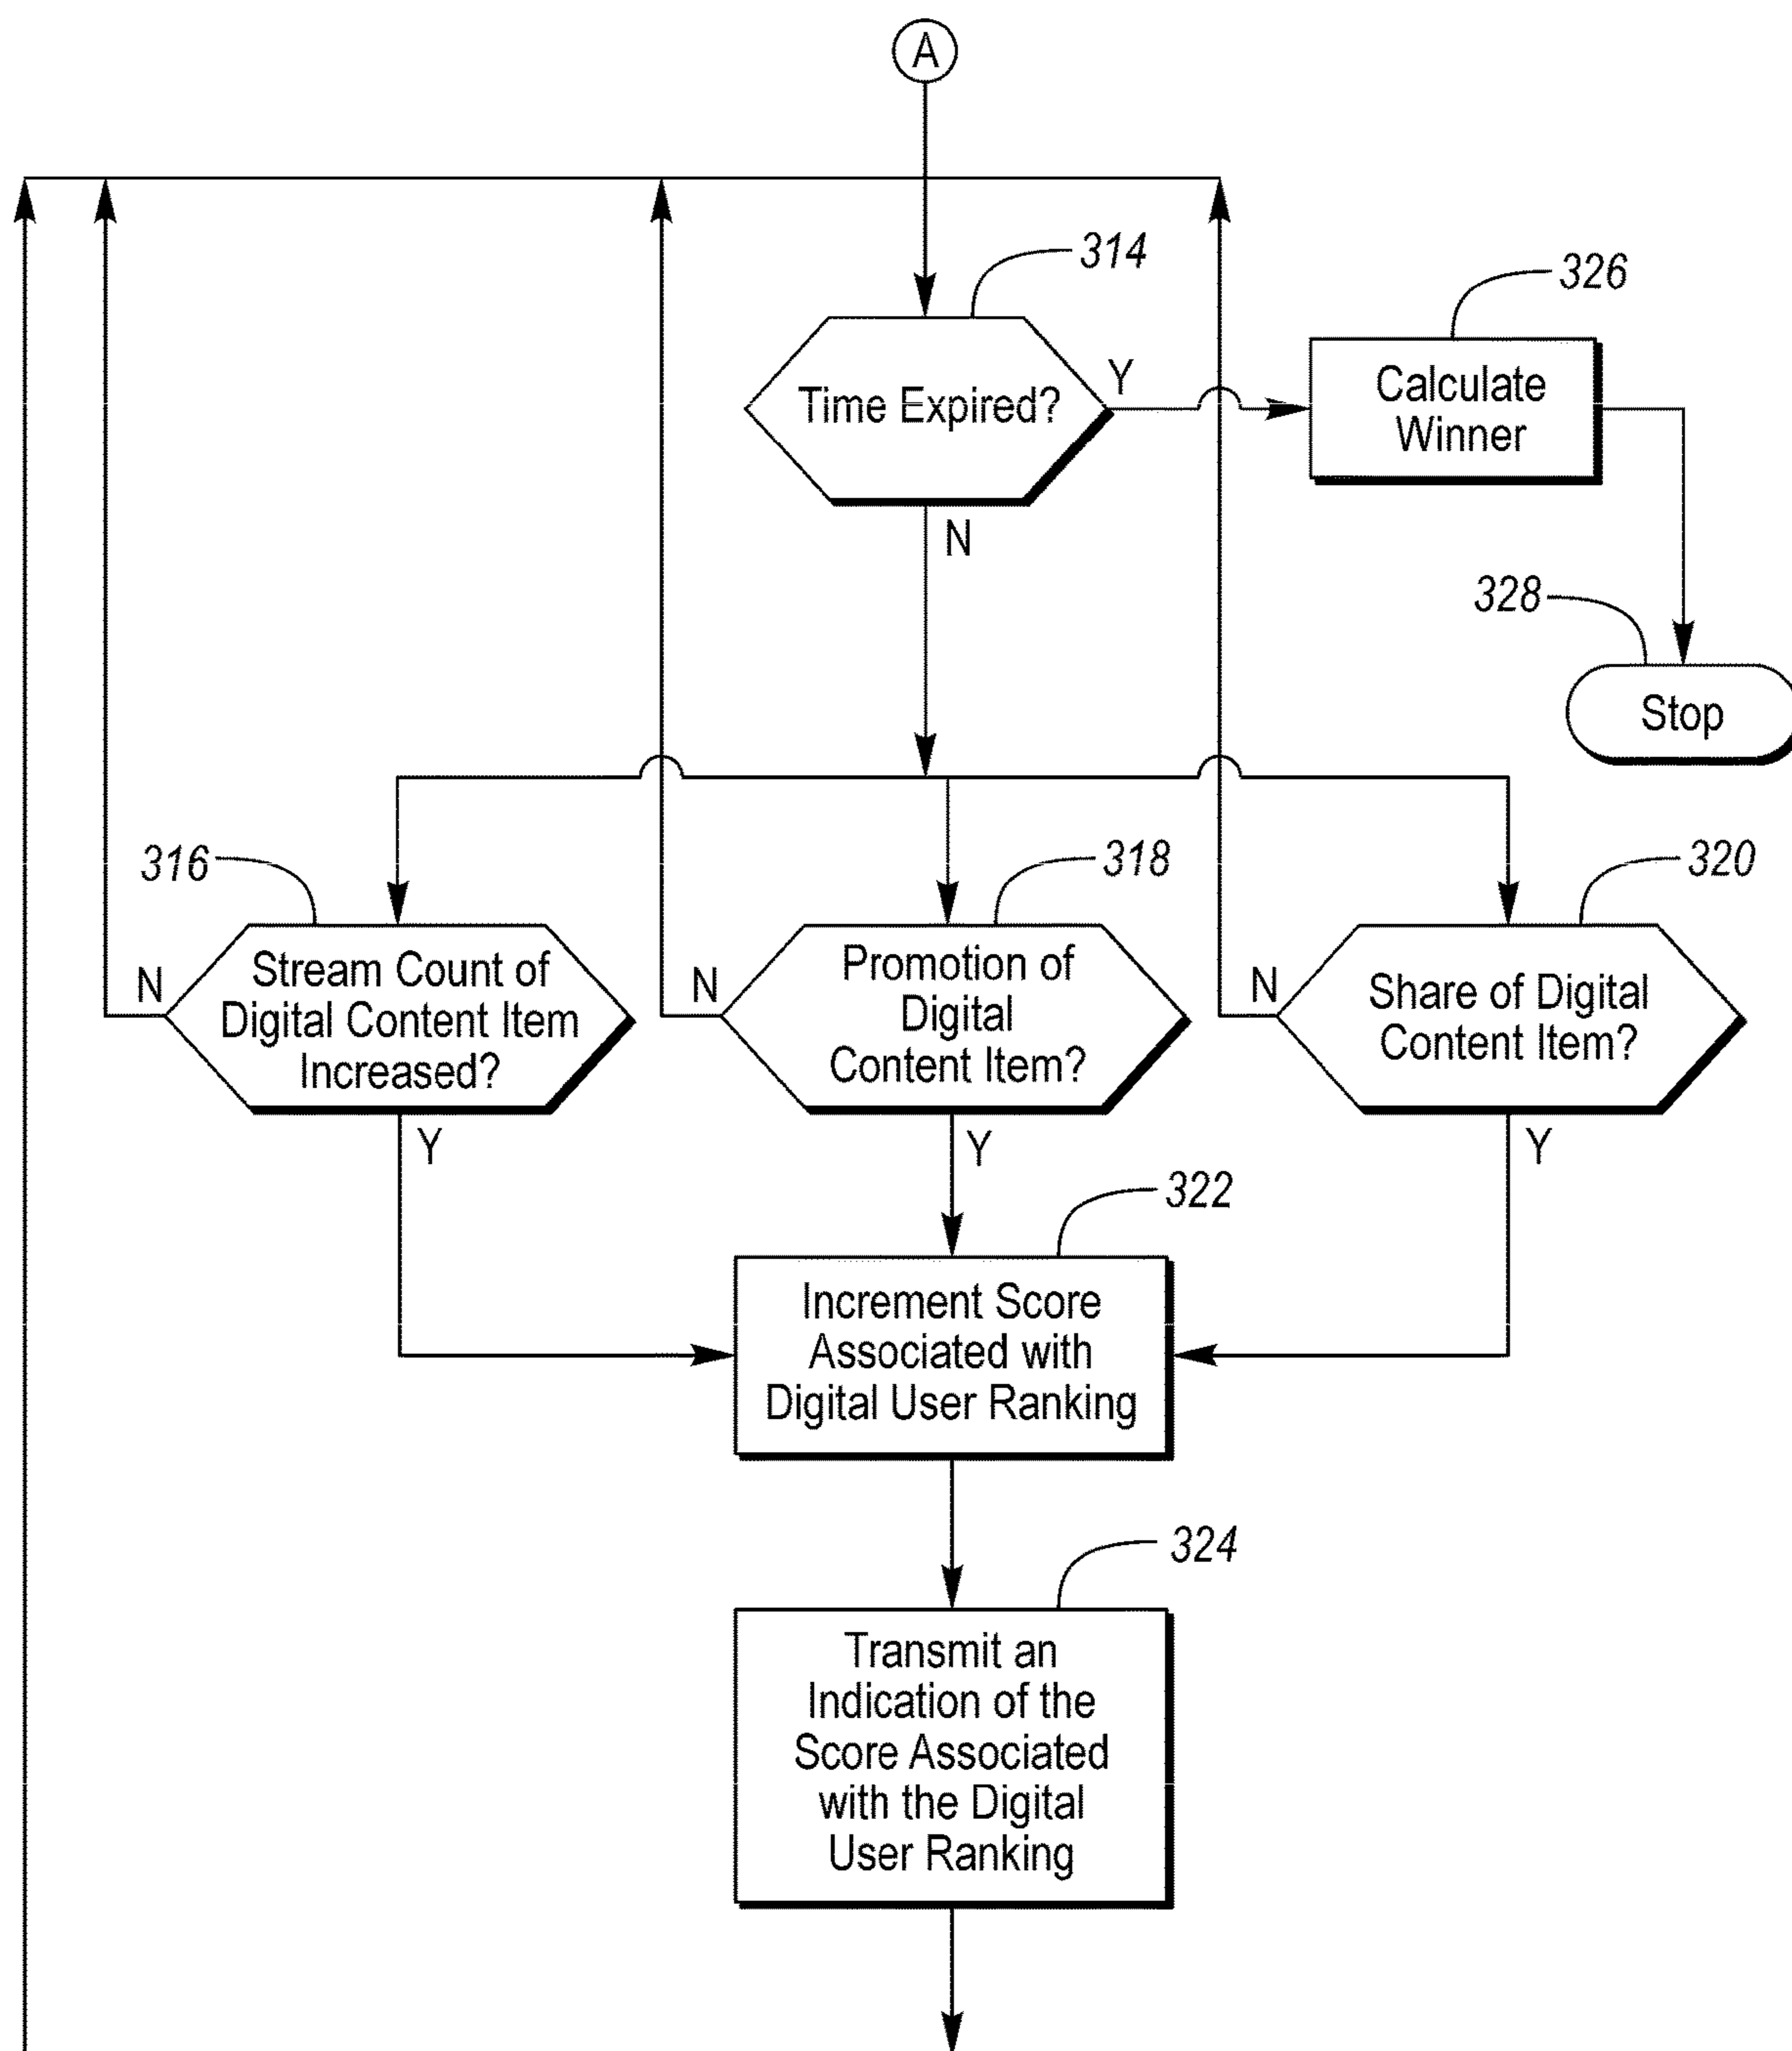 A
314
326
Time Expired?
Y
Calculate
Winner
N
328
Stop
316
318
320
N
Stream Count of
Digital Content Item
Increased?
N
Promotion of
Digital
Content Item?
N
Share of Digital
Content Item?
Y
Y
Y
322
Increment Score
Associated with
Digital User Ranking
324
Transmit an
Indication of the
Score Associated
with the Digital
User Ranking